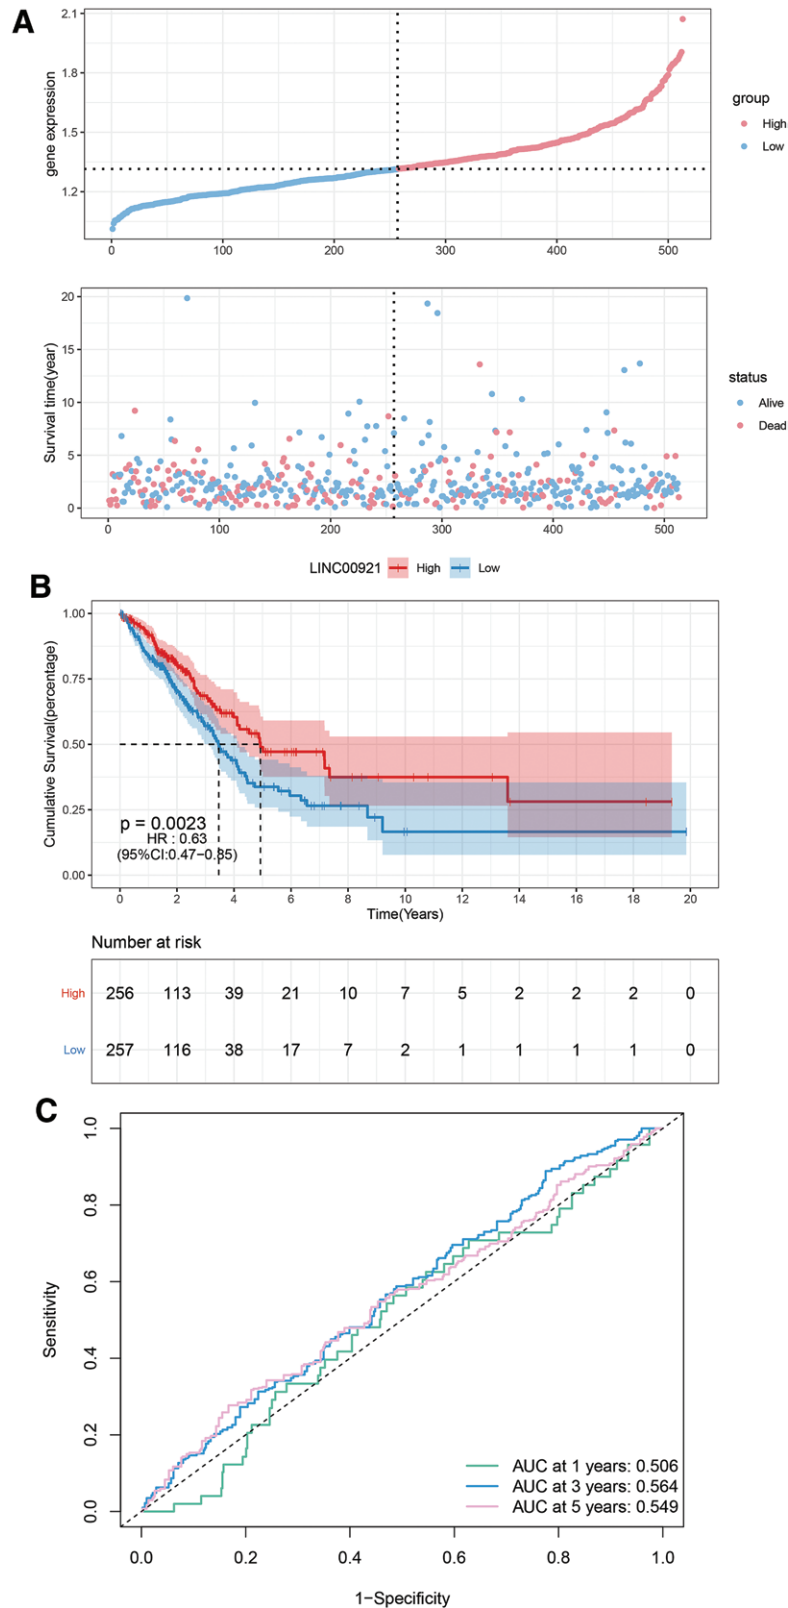 A
2.1
1.8
1.5
1.2
gene expression
0 100 200 300 400 500
group
High
Low
20
15
10
5
0
Survival time(year)
0 100 200 300 400 500
status
Alive
Dead
LINC00921 High Low
B
1.00
0.75
0.50
0.25
0.00
Cumulative Survival(percentage)
p = 0.0023
HR : 0.63
(95%CI:0.47−0.85)
0 2 4 6 8 10 12 14 16 18 20
Time(Years)
Number at risk
High 256 113 39 21 10 7 5 2 2 2 0
Low 257 116 38 17 7 2 1 1 1 1 0
C
1.0
0.8
0.6
0.4
0.2
0.0
Sensitivity
AUC at 1 years: 0.506
AUC at 3 years: 0.564
AUC at 5 years: 0.549
0.0 0.2 0.4 0.6 0.8 1.0
1−Specificity